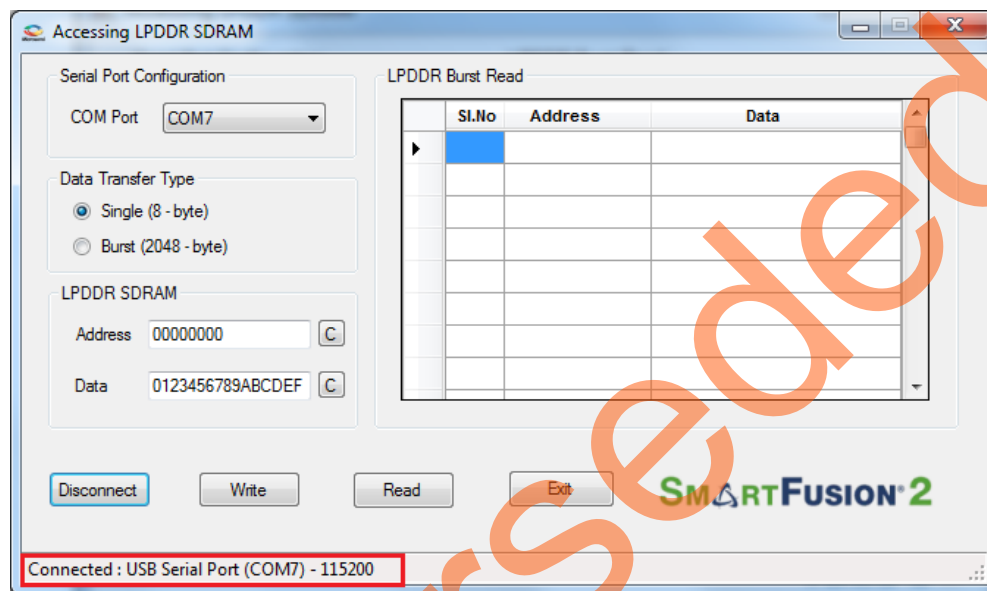 Accessing LPDDR SDRAM
Serial Port Configuration
COM Port COM7
Data Transfer Type
Single (8 - byte)
Burst (2048 - byte)
LPDDR SDRAM
Address 00000000 C
Data 0123456789ABCDEF C
LPDDR Burst Read
Sl.No Address Data
Disconnect Write Read Exit
SMARTFUSION® 2
Connected : USB Serial Port (COM7) - 115200
erseded